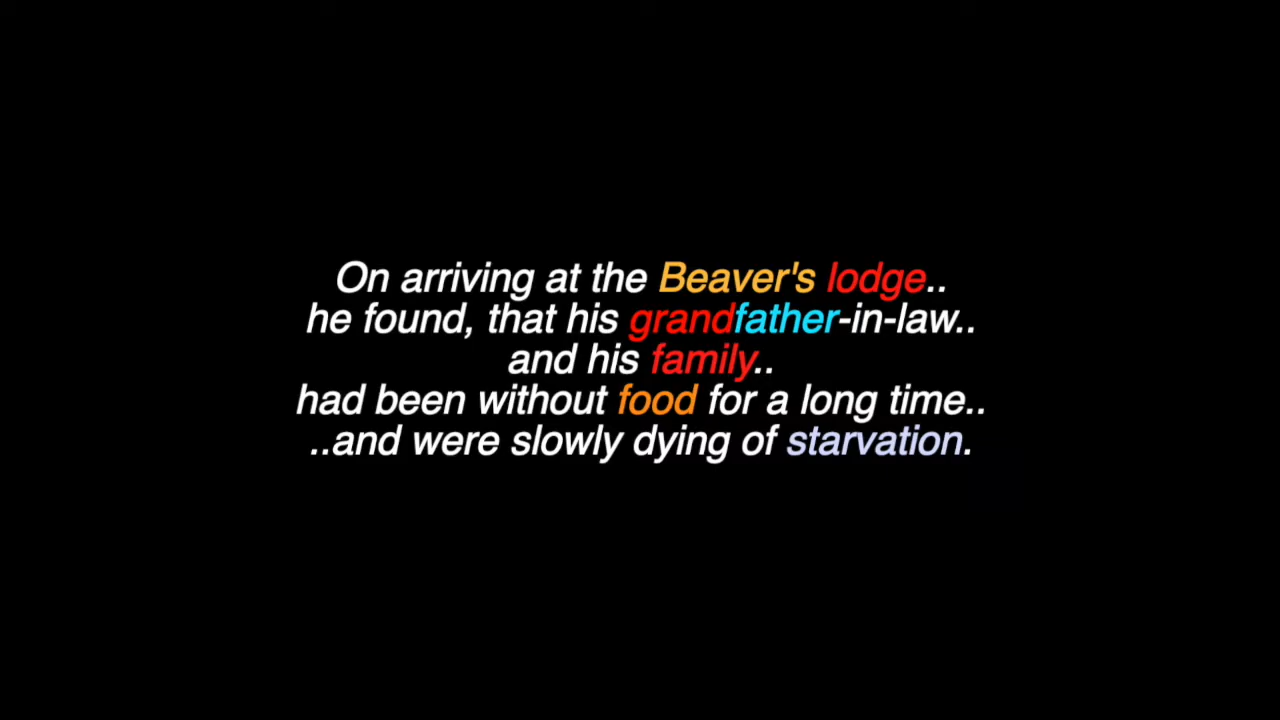 On arriving at the Beaver's lodge..
he found, that his grandfather-in-law..
and his family..
had been without food for a long time..
..and were slowly dying of starvation.